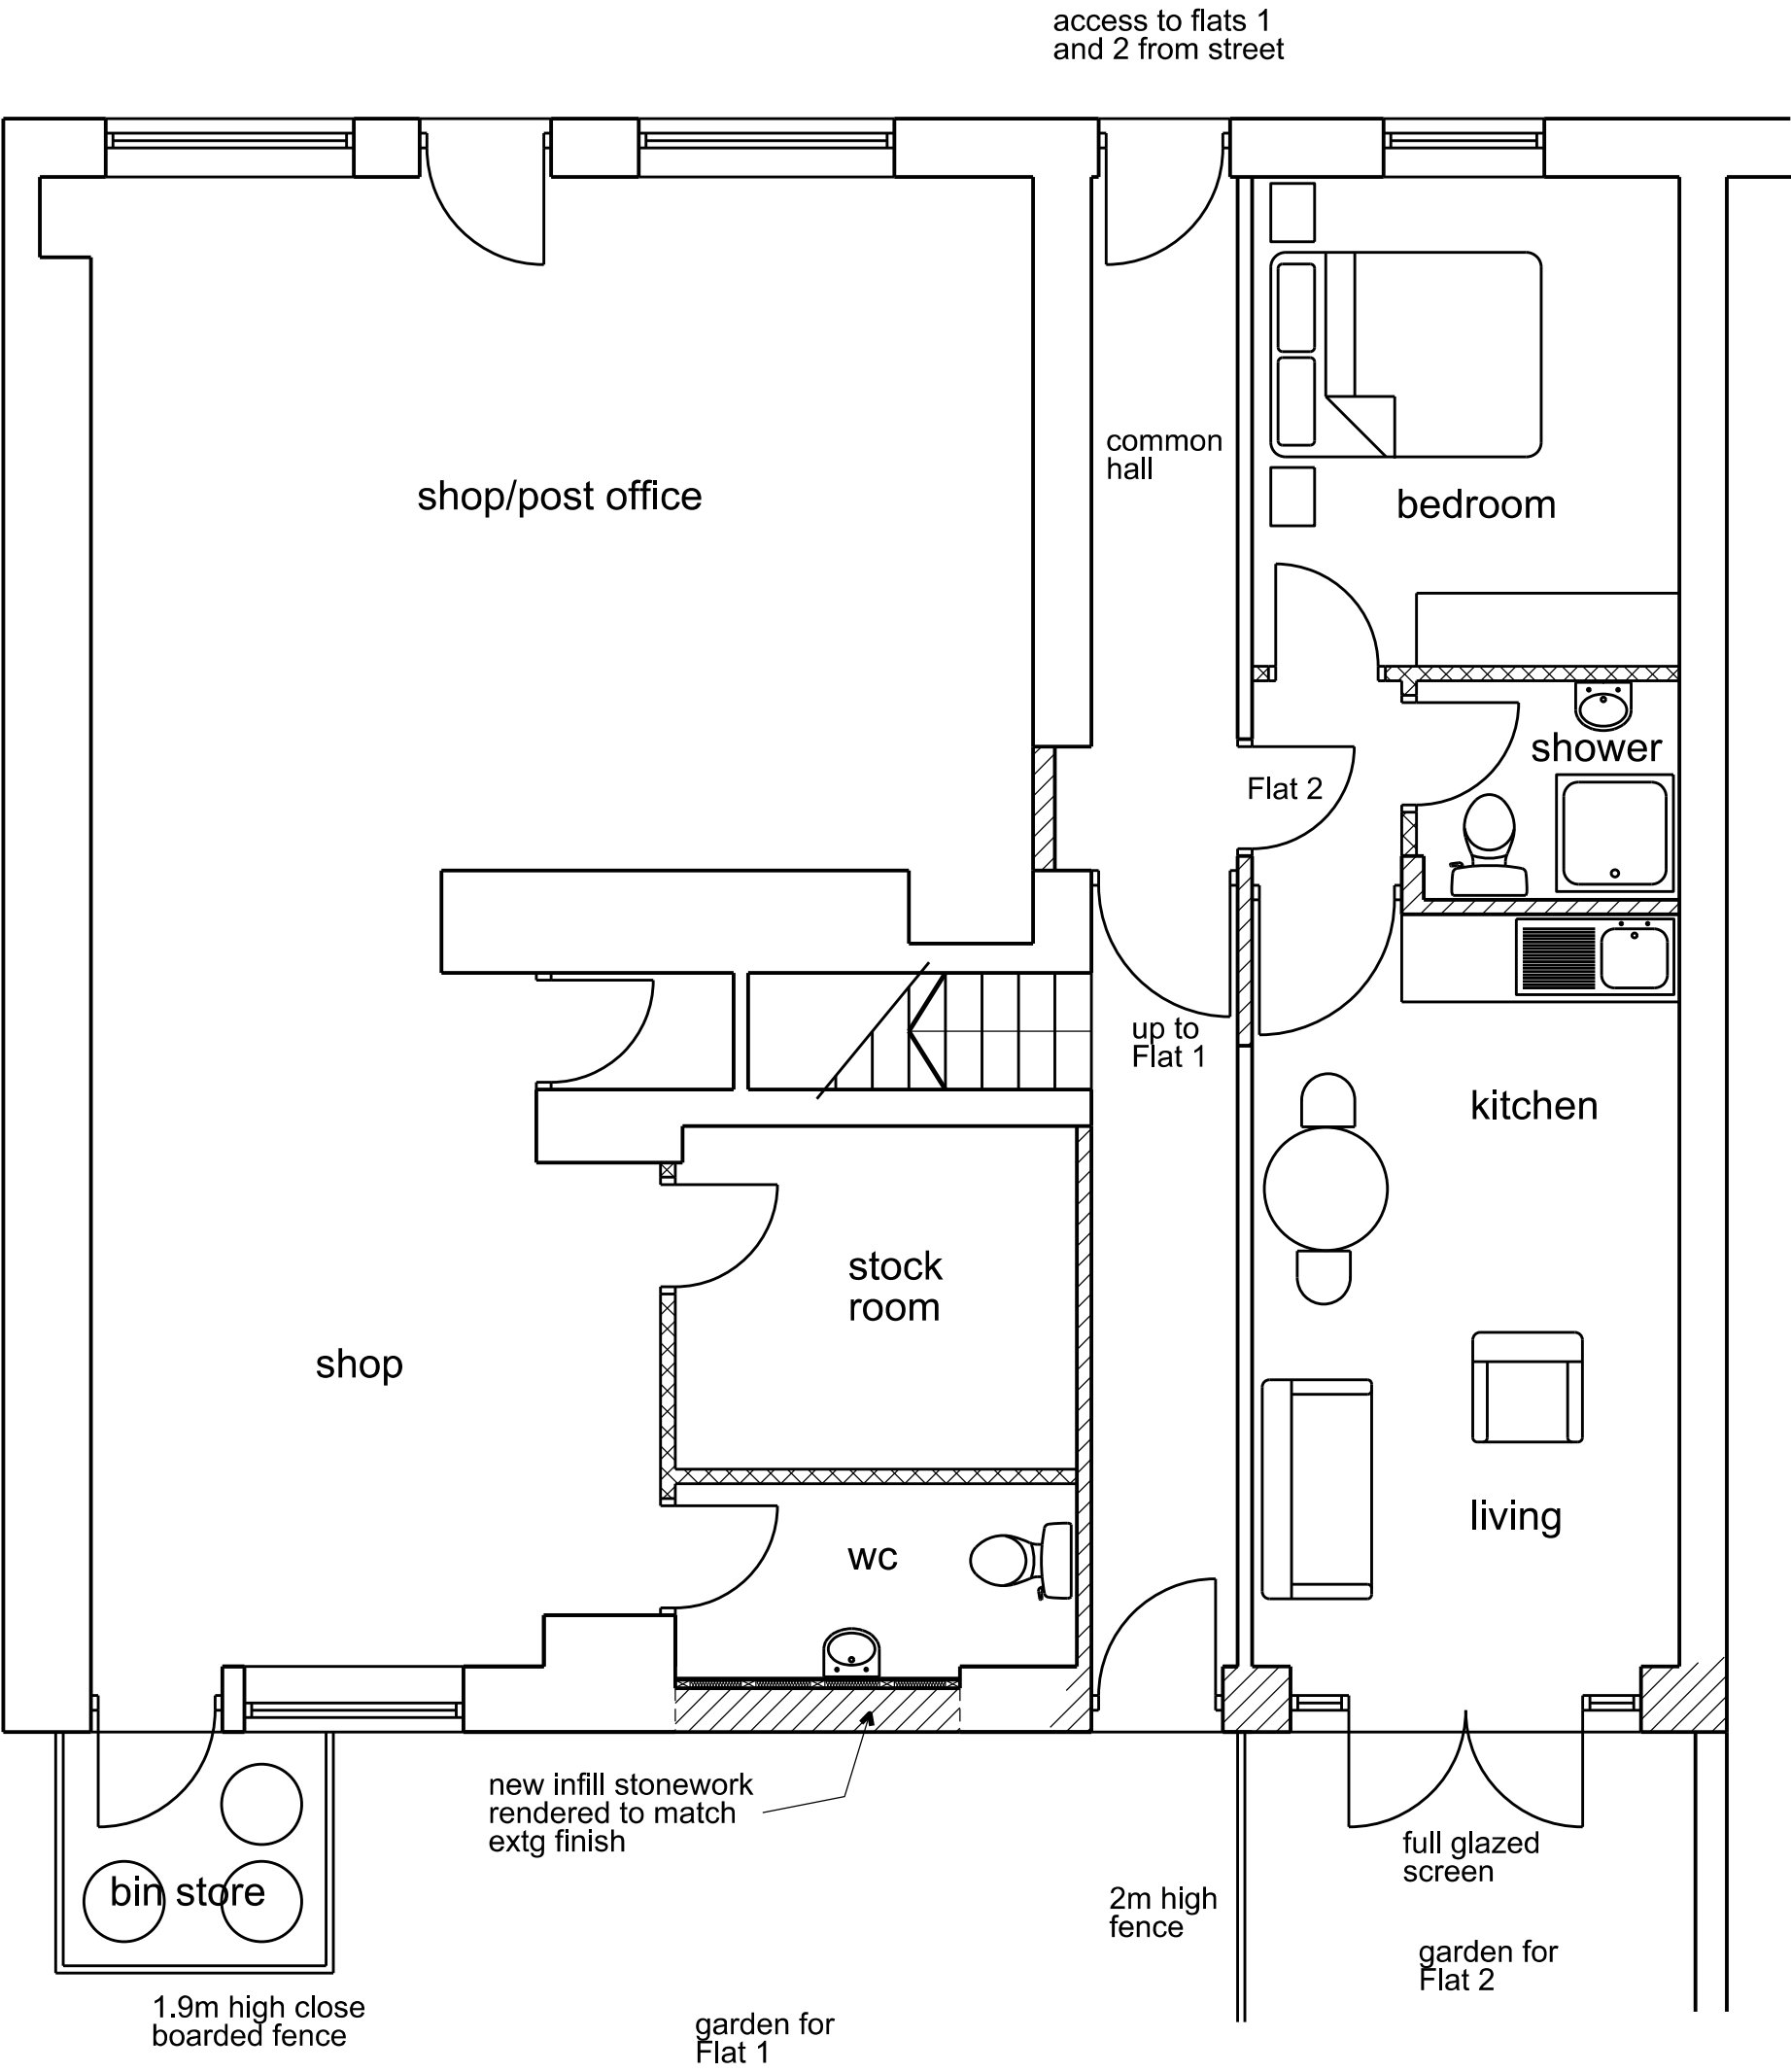 access to flats 1
and 2 from street
common
hall
shop/post office
bedroom
shower
Flat 2
up to
Flat 1
kitchen
stock
room
shop
living
wc
new infill stonework
rendered to match
extg finish
full glazed
screen
bin store
2m high
fence
garden for
Flat 2
1.9m high close
boarded fence
garden for
Flat 1